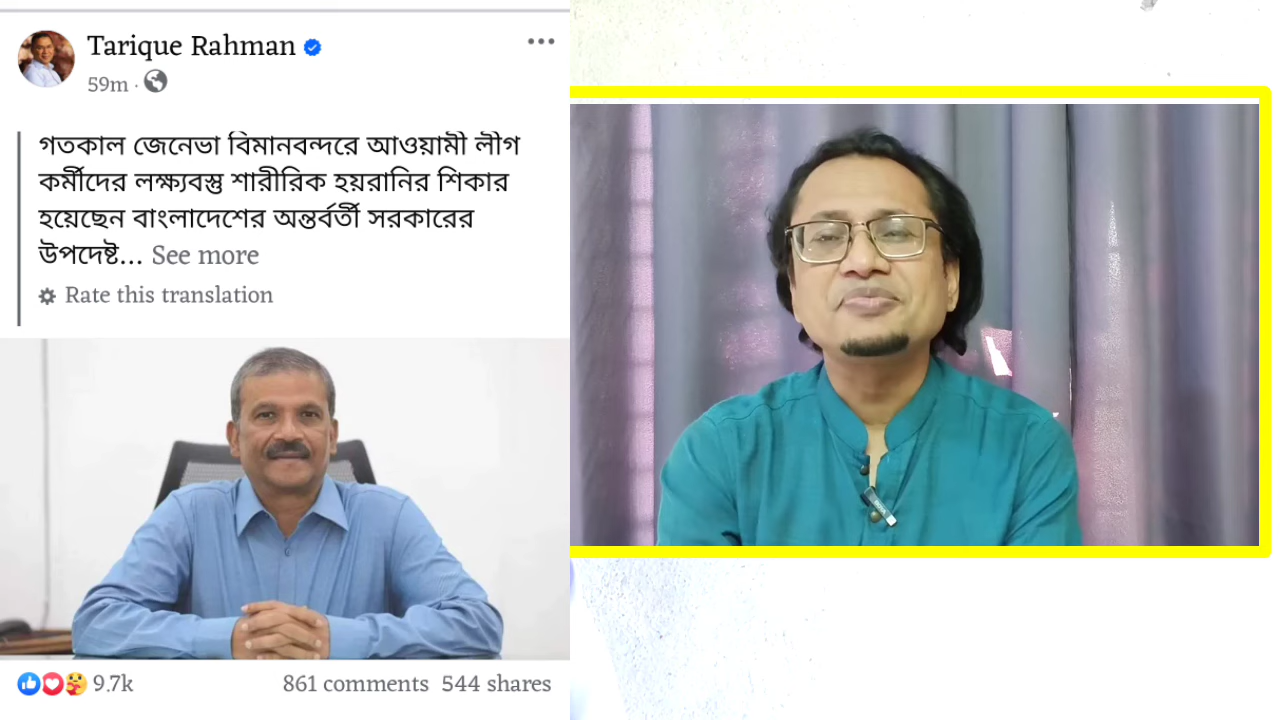 Tarique Rahman
59m ·
গতকাল জেনেভা বিমানবন্দরে আওয়ামী লীগ
কর্মীদের লক্ষ্যবস্তু শারীরিক হয়রানির শিকার
হয়েছেন বাংলাদেশের অন্তর্বর্তী সরকারের
উপদেষ্ট... See more
Rate this translation
9.7k 861 comments 544 shares